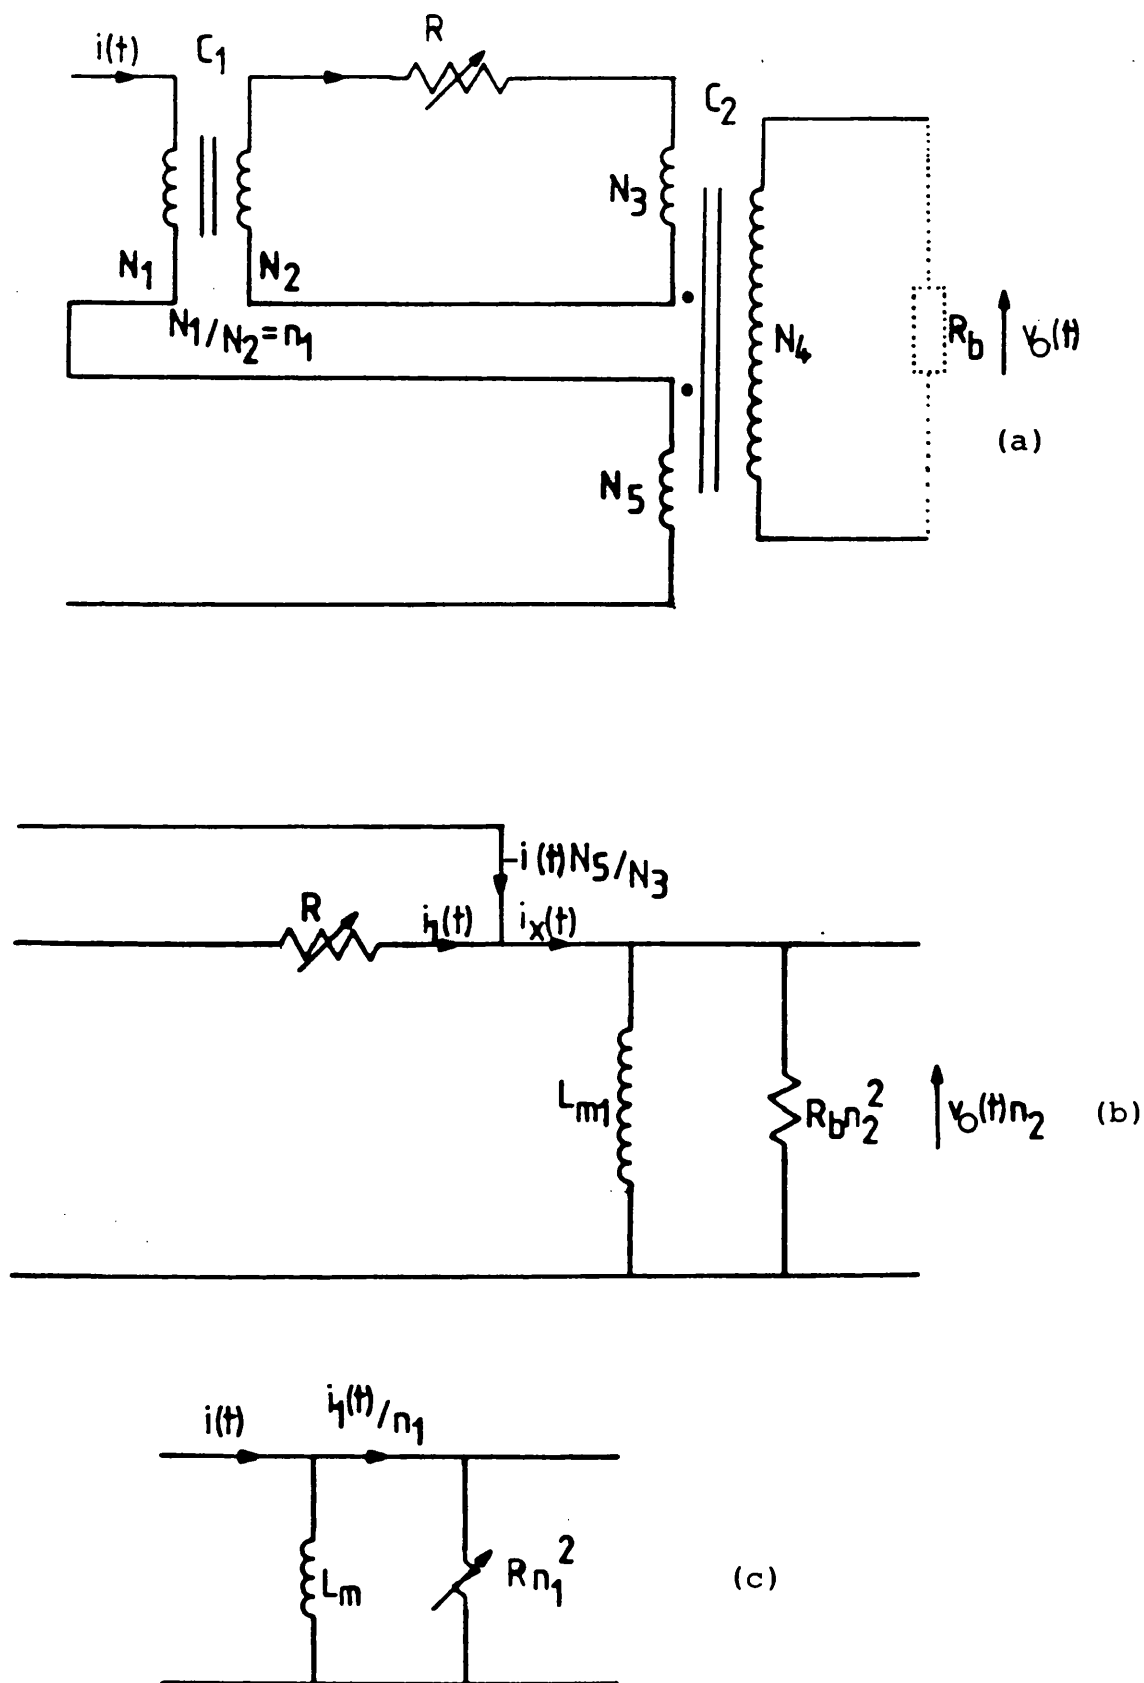 i(t)
C1
R
C2
N3
N1
N2
N1/N2=n1
N4
Rb
vo(t)
(a)
N5
-i(t)N5/N3
R
i1(t)
ix(t)
Lm1
Rbn2²
vo(t)n2
(b)
i(t)
i1(t)/n1
Lm
Rn1²
(c)